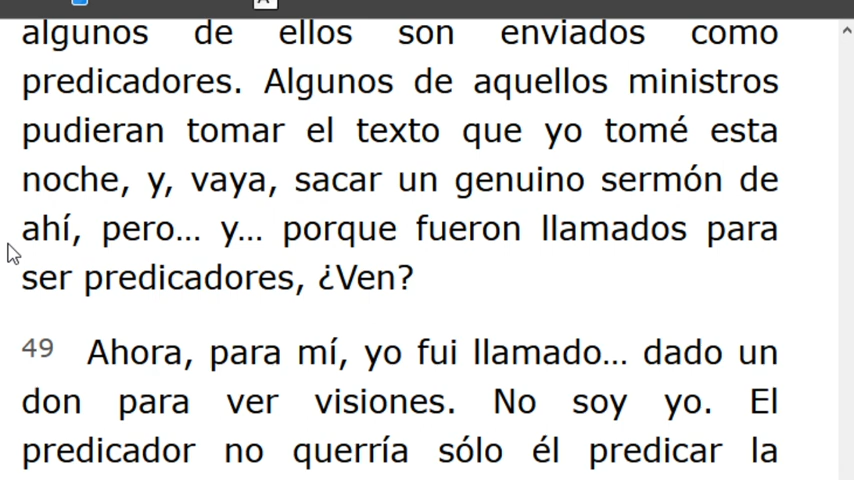 algunos de ellos son enviados como
predicadores. Algunos de aquellos ministros
pudieran tomar el texto que yo tomé esta
noche, y, vaya, sacar un genuino sermón de
ahí, pero... y... porque fueron llamados para
ser predicadores, ¿Ven?
49 Ahora, para mí, yo fui llamado... dado un
don para ver visiones. No soy yo. El
predicador no querría sólo él predicar la